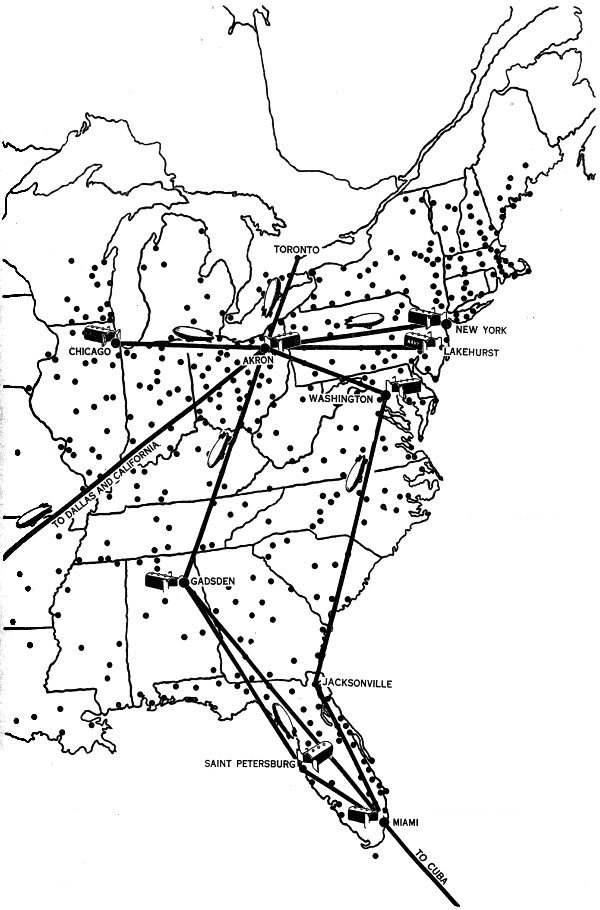 TORONTO
NEW YORK
CHICAGO
LAKEHURST
AKRON
WASHINGTON
TO DALLAS AND CALIFORNIA
GADSDEN
JACKSONVILLE
SAINT PETERSBURG
MIAMI
TO CUBA